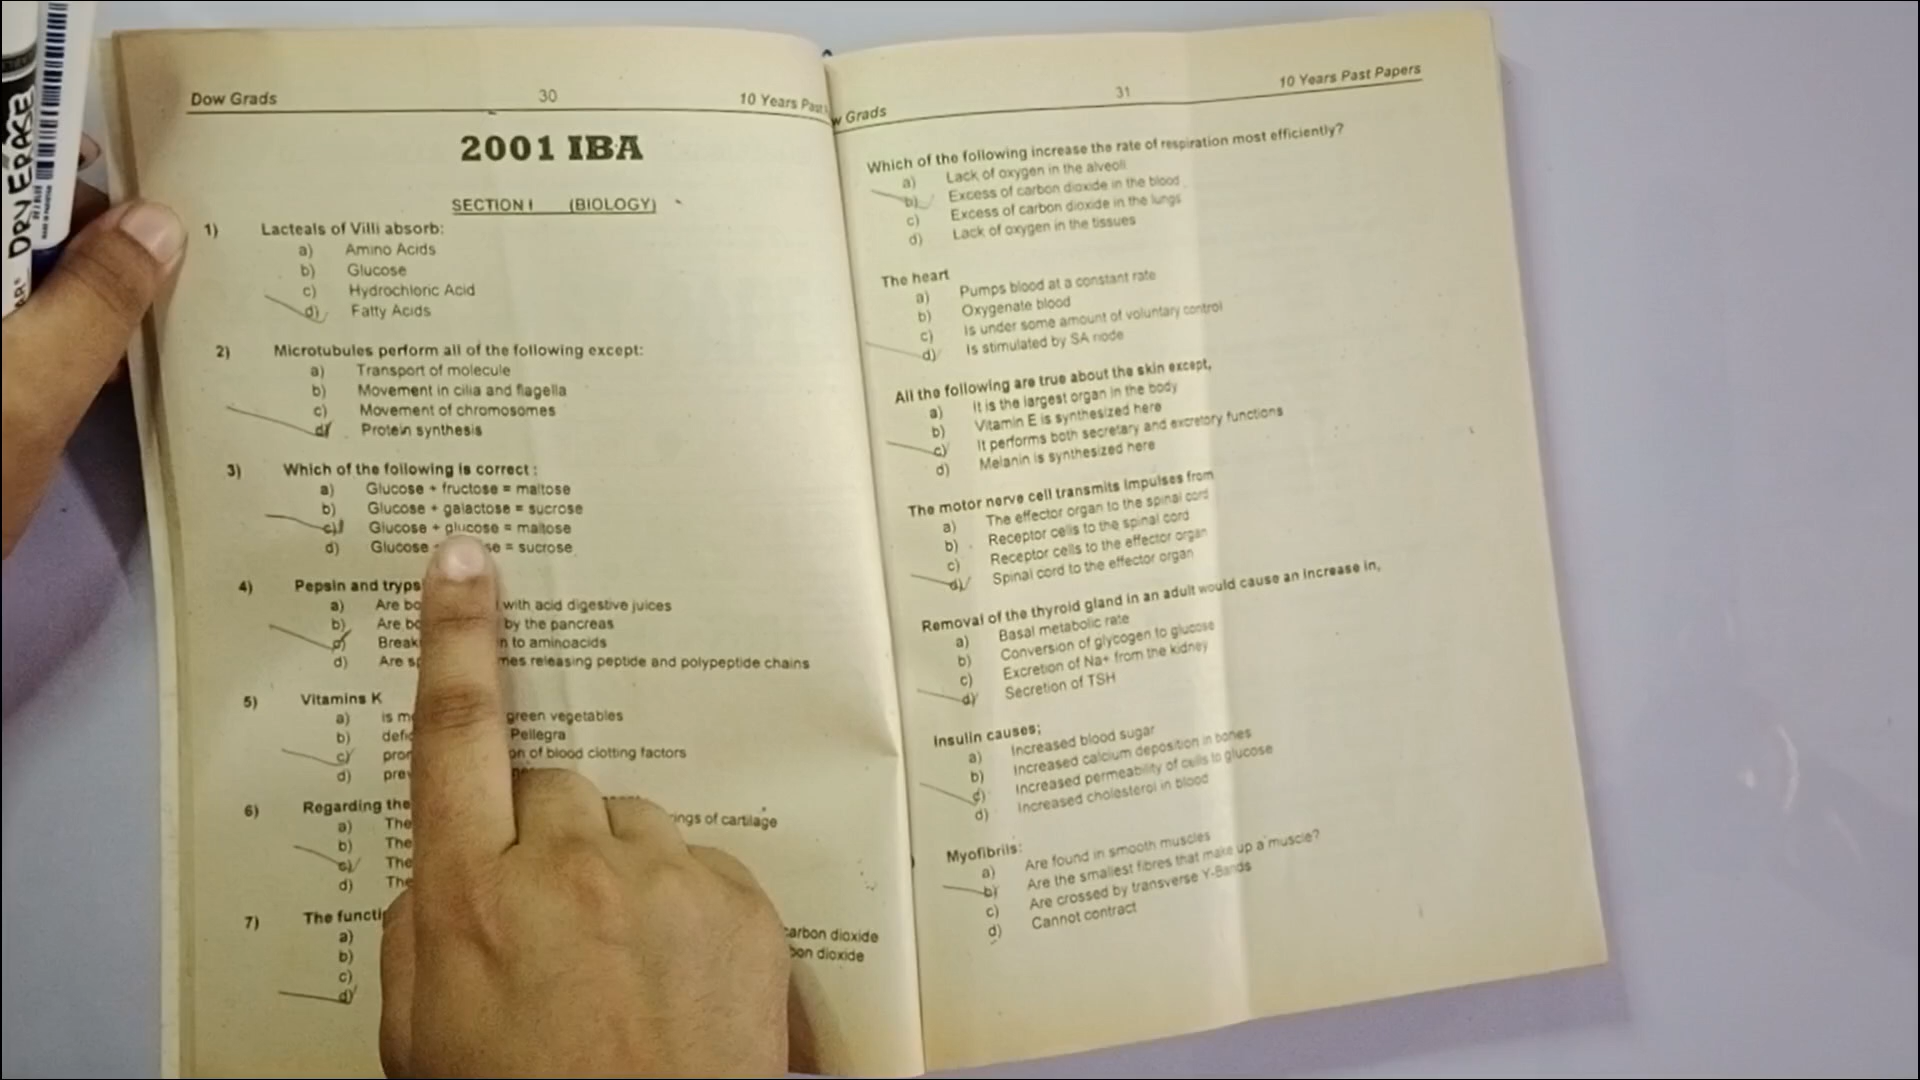 DRY ERASE
Dow Grads 30 10 Years Past
2001 IBA
SECTION I (BIOLOGY)
1) Lacteals of Villi absorb:
a) Amino Acids
b) Glucose
c) Hydrochloric Acid
d) Fatty Acids
2) Microtubules perform all of the following except:
a) Transport of molecule
b) Movement in cilia and flagella
c) Movement of chromosomes
d) Protein synthesis
3) Which of the following is correct :
a) Glucose + fructose = maltose
b) Glucose + galactose = sucrose
c) Glucose + glucose = maltose
d) Glucose = sucrose
4) Pepsin and tryps
a) Are with acid digestive juices
b) Are by the pancreas
c) Break to aminoacids
d) Are releasing peptide and polypeptide chains
5) Vitamins K
a) is green vegetables
b) Pellegra
c) of blood clotting factors
d)
6) Regarding the
a) The rings of cartilage
b) The
c) The
d) The
7) The functi
a) carbon dioxide
b) dioxide
c)
d)
Grads 31 10 Years Past Papers
Which of the following increase the rate of respiration most efficiently?
a) Lack of oxygen in the alveoli
b) Excess of carbon dioxide in the blood
c) Excess of carbon dioxide in the lungs
d) Lack of oxygen in the tissues
The heart
a) Pumps blood at a constant rate
b) Oxygenate blood
c) Is under some amount of voluntary control
d) Is stimulated by SA node
All the following are true about the skin except,
a) It is the largest organ in the body
b) Vitamin E is synthesized here
c) It performs both secretary and excretory functions
d) Melanin is synthesized here
The motor nerve cell transmits impulses from
a) The effector organ to the spinal cord
b) Receptor cells to the spinal cord
c) Receptor cells to the effector organ
d) Spinal cord to the effector organ
Removal of the thyroid gland in an adult would cause an increase in,
a) Basal metabolic rate
b) Conversion of glycogen to glucose
c) Excretion of Na+ from the kidney
d) Secretion of TSH
Insulin causes;
a) Increased blood sugar
b) Increased calcium deposition in bones
c) Increased permeability of cells to glucose
d) Increased cholesterol in blood
Myofibrils:
a) Are found in smooth muscles
b) Are the smallest fibres that make up a muscle?
c) Are crossed by transverse Y-Bands
d) Cannot contract